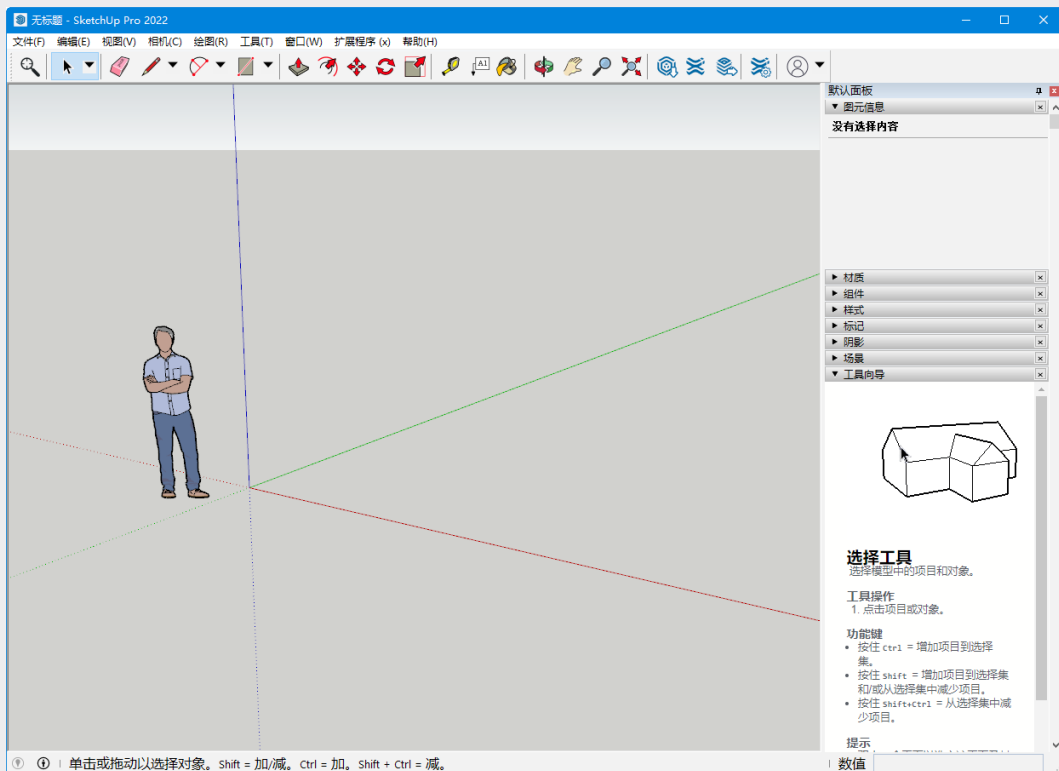 无标题 - SketchUp Pro 2022
文件(F) 编辑(E) 视图(V) 相机(C) 绘图(R) 工具(T) 窗口(W) 扩展程序 (x) 帮助(H)
A1
默认面板
图元信息
没有选择内容
材质
组件
样式
标记
阴影
场景
工具向导
选择工具
选择模型中的项目和对象。
工具操作
1. 点击项目或对象。
功能键
• 按住 Ctrl = 增加项目到选择
集。
• 按住 Shift = 增加项目到选择集
和/或从选择集中减少项目。
• 按住 Shift+Ctrl = 从选择集中减
少项目。
提示
单击或拖动以选择对象。Shift = 加/减。Ctrl = 加。Shift + Ctrl = 减。
数值